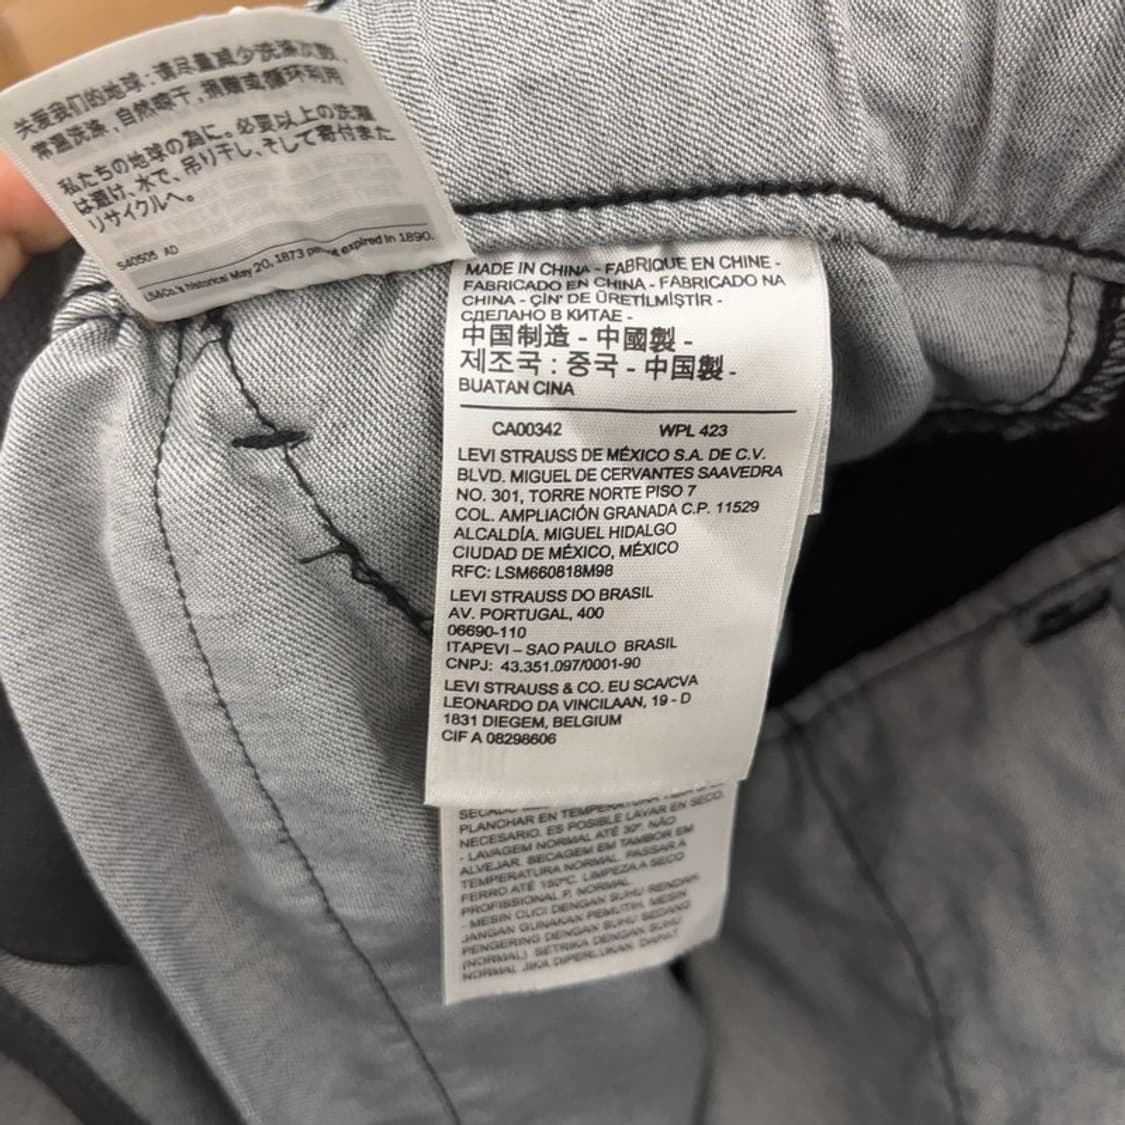 关爱我们的地球：请尽量减少洗涤次数，
常温洗涤，自然晾干，捐赠或循环利用
私たちの地球の為に。必要以上の洗濯
は避け、水で、吊り干し、そして寄付また
リサイクルへ。
S40505 AD
LS&Co.'s historical May 20, 1873 patent expired in 1890.
MADE IN CHINA - FABRIQUE EN CHINE -
FABRICADO EN CHINA - FABRICADO NA
CHINA - ÇIN' DE ÜRETILMIŞTIR -
СДЕЛАНО В КИТАЕ -
中国制造 - 中國製 -
제조국 : 중국 - 中国製 -
BUATAN CINA
CA00342 WPL 423
LEVI STRAUSS DE MÉXICO S.A. DE C.V.
BLVD. MIGUEL DE CERVANTES SAAVEDRA
NO. 301, TORRE NORTE PISO 7
COL. AMPLIACIÓN GRANADA C.P. 11529
ALCALDÍA. MIGUEL HIDALGO
CIUDAD DE MÉXICO, MÉXICO
RFC: LSM660818M98
LEVI STRAUSS DO BRASIL
AV. PORTUGAL, 400
06690-110
ITAPEVI – SAO PAULO BRASIL
CNPJ: 43.351.097/0001-90
LEVI STRAUSS & CO. EU SCA/CVA
LEONARDO DA VINCILAAN, 19 - D
1831 DIEGEM, BELGIUM
CIF A 08298606
PLANCHAR EN TEMPERATURA
NECESARIO. ES POSIBLE LAVAR EN SECO.
- LAVAGEM NORMAL ATÉ 30º. NÃO
ALVEJAR. SECAGEM EM TAMBOR EM
TEMPERATURA NORMAL. PASSAR A
FERRO ATÉ 150ºC. LIMPEZA A SECO
PROFISSIONAL P. NORMAL.
- MESIN CUCI DENGAN SUHU RENDAH
JANGAN GUNAKAN PEMUTIH. MESIN
PENGERING DENGAN SUHU SEDANG
(NORMAL) SETRIKA DENGAN SUHU
NORMAL JIKA DIPERLUKAN. DAPAT